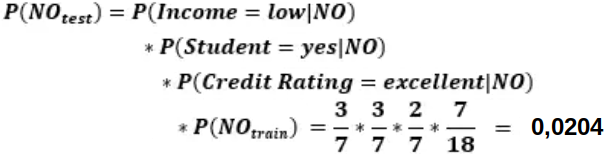 P(NO_test) = P(Income = low|NO)
* P(Student = yes|NO)
* P(Credit Rating = excellent|NO)
* P(NO_train) = 3/7 * 3/7 * 2/7 * 7/18 = 0,0204